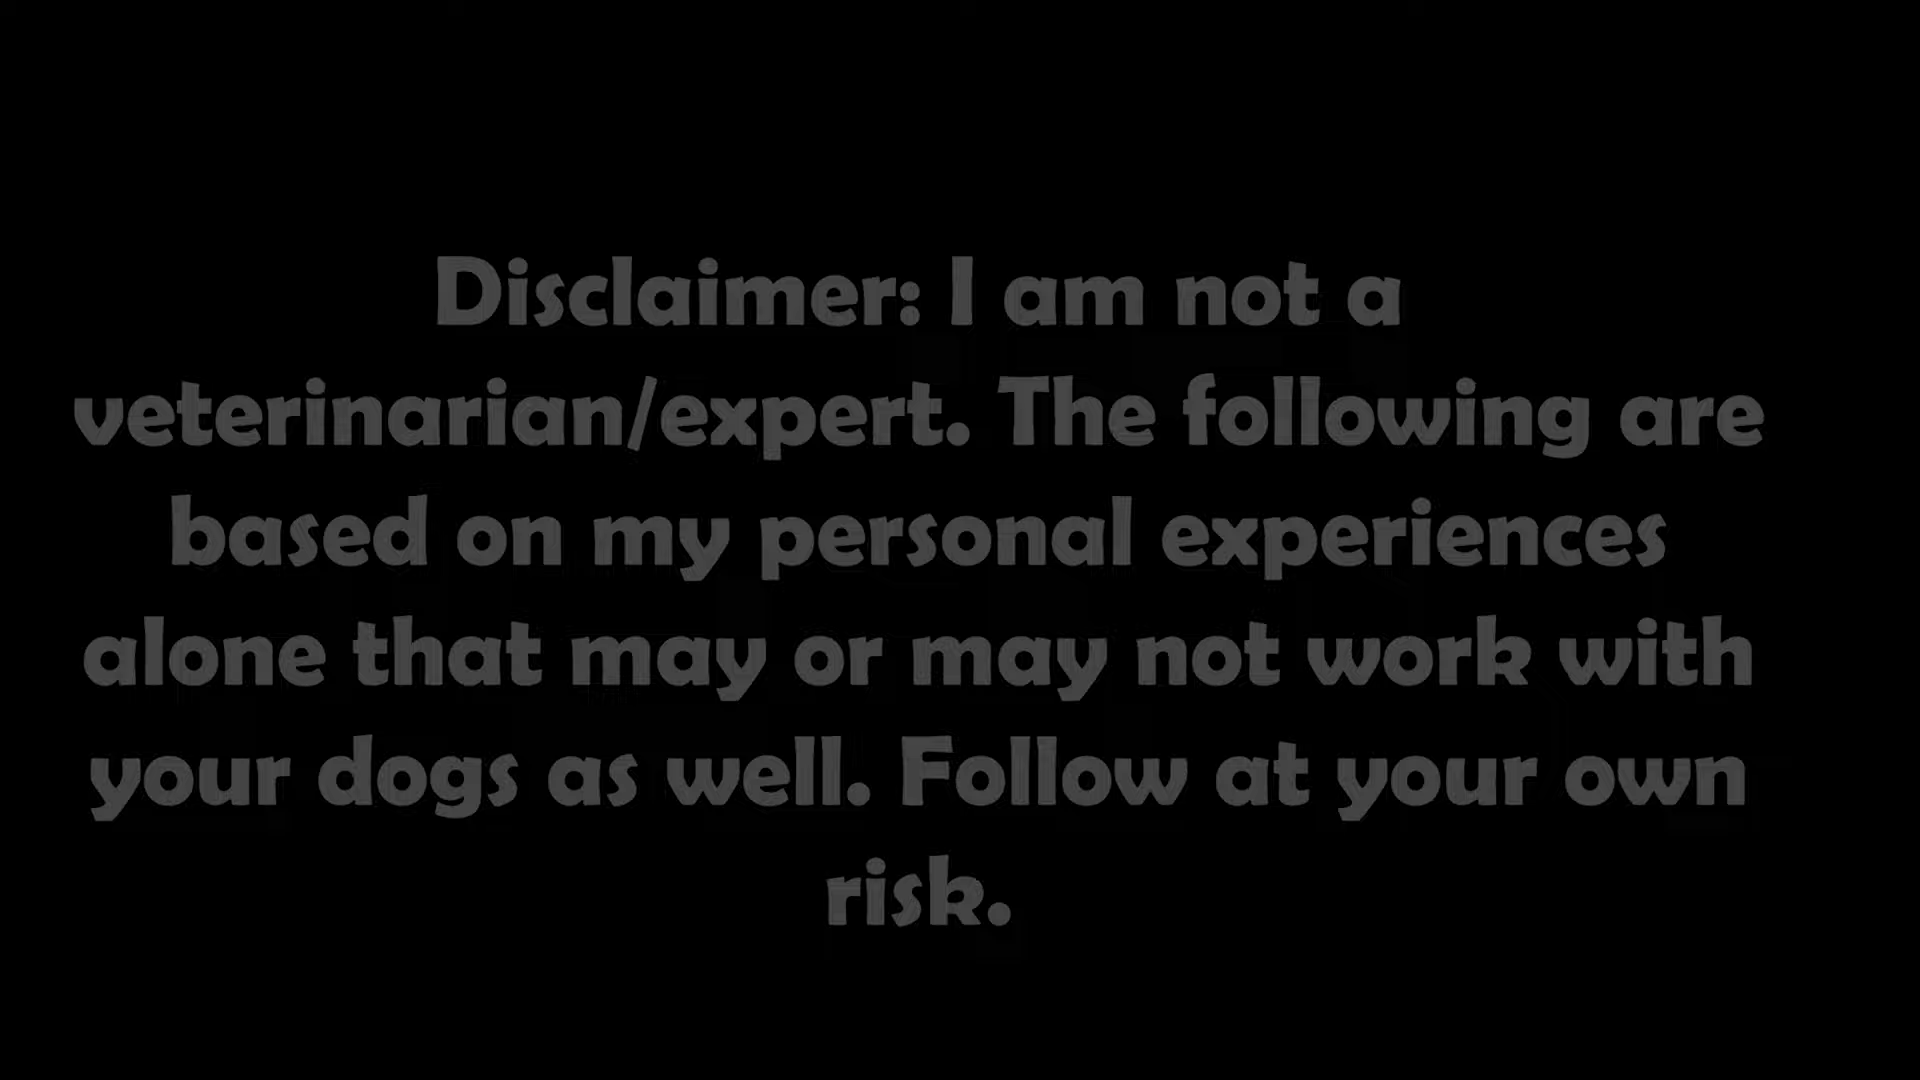 Disclaimer: I am not a
veterinarian/expert. The following are
based on my personal experiences
alone that may or may not work with
your dogs as well. Follow at your own
risk.